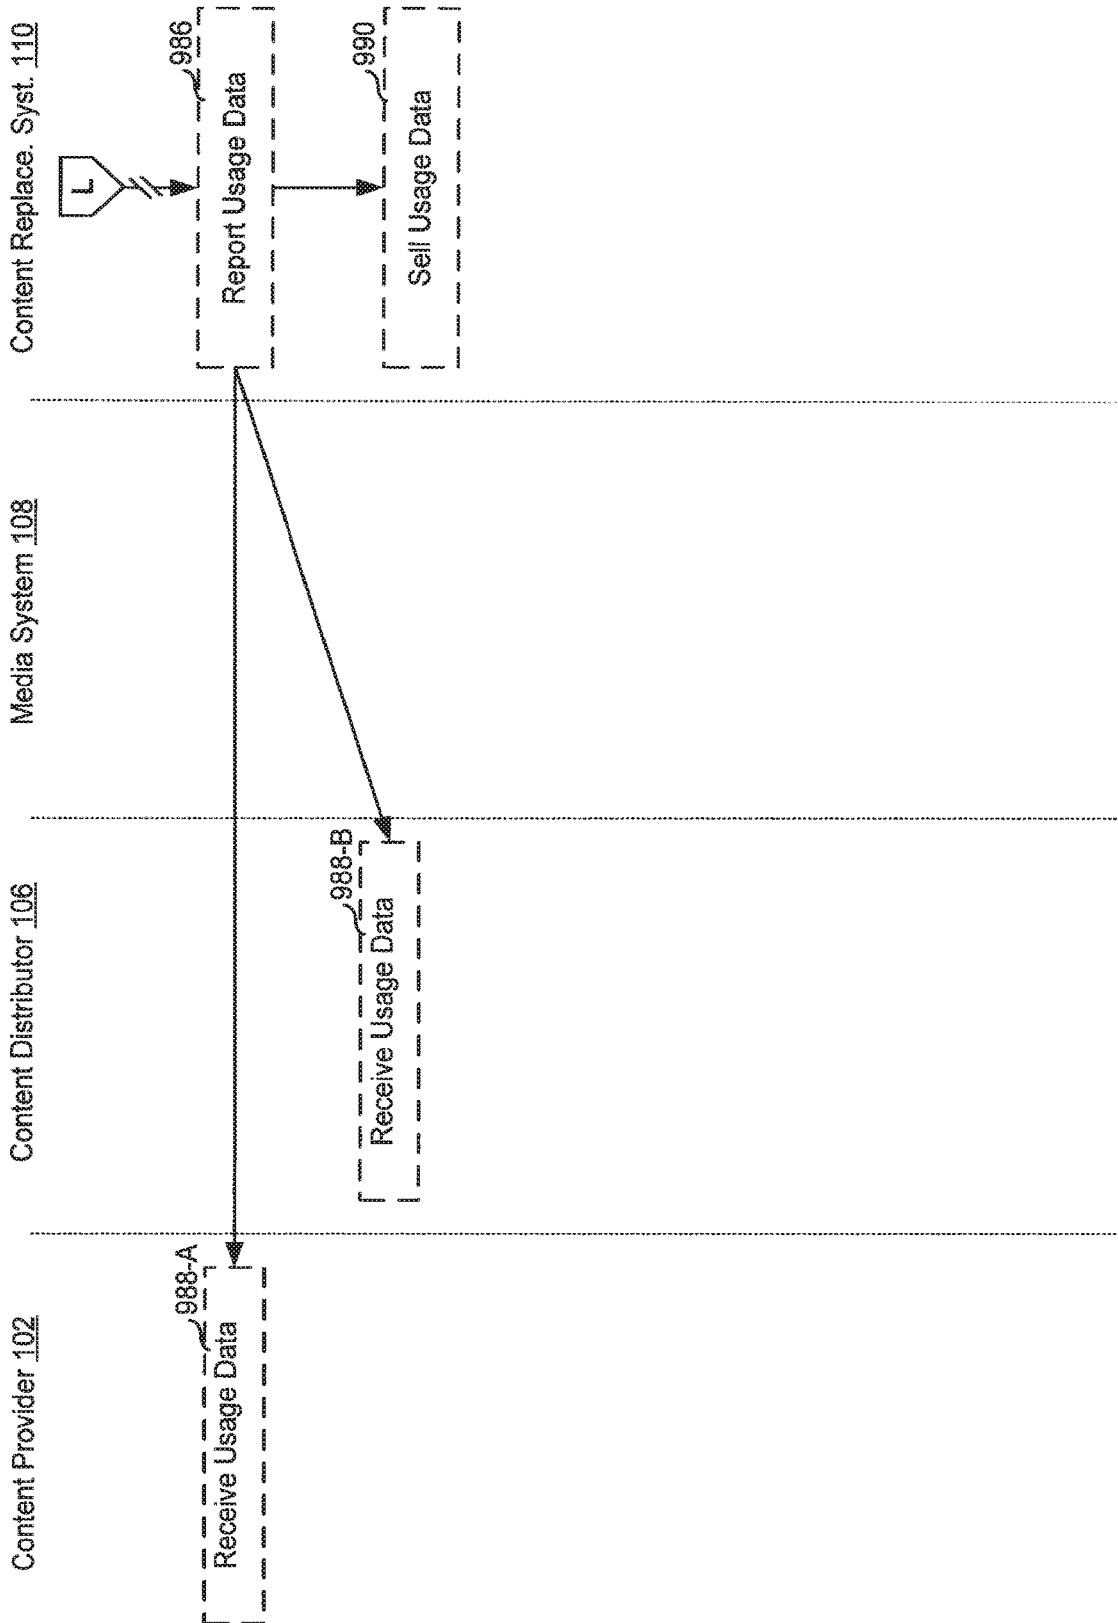 Content Provider 102
Content Distributor 106
Media System 108
Content Replace. Syst. 110
L
986
Report Usage Data
988-A
Receive Usage Data
988-B
Receive Usage Data
990
Sell Usage Data